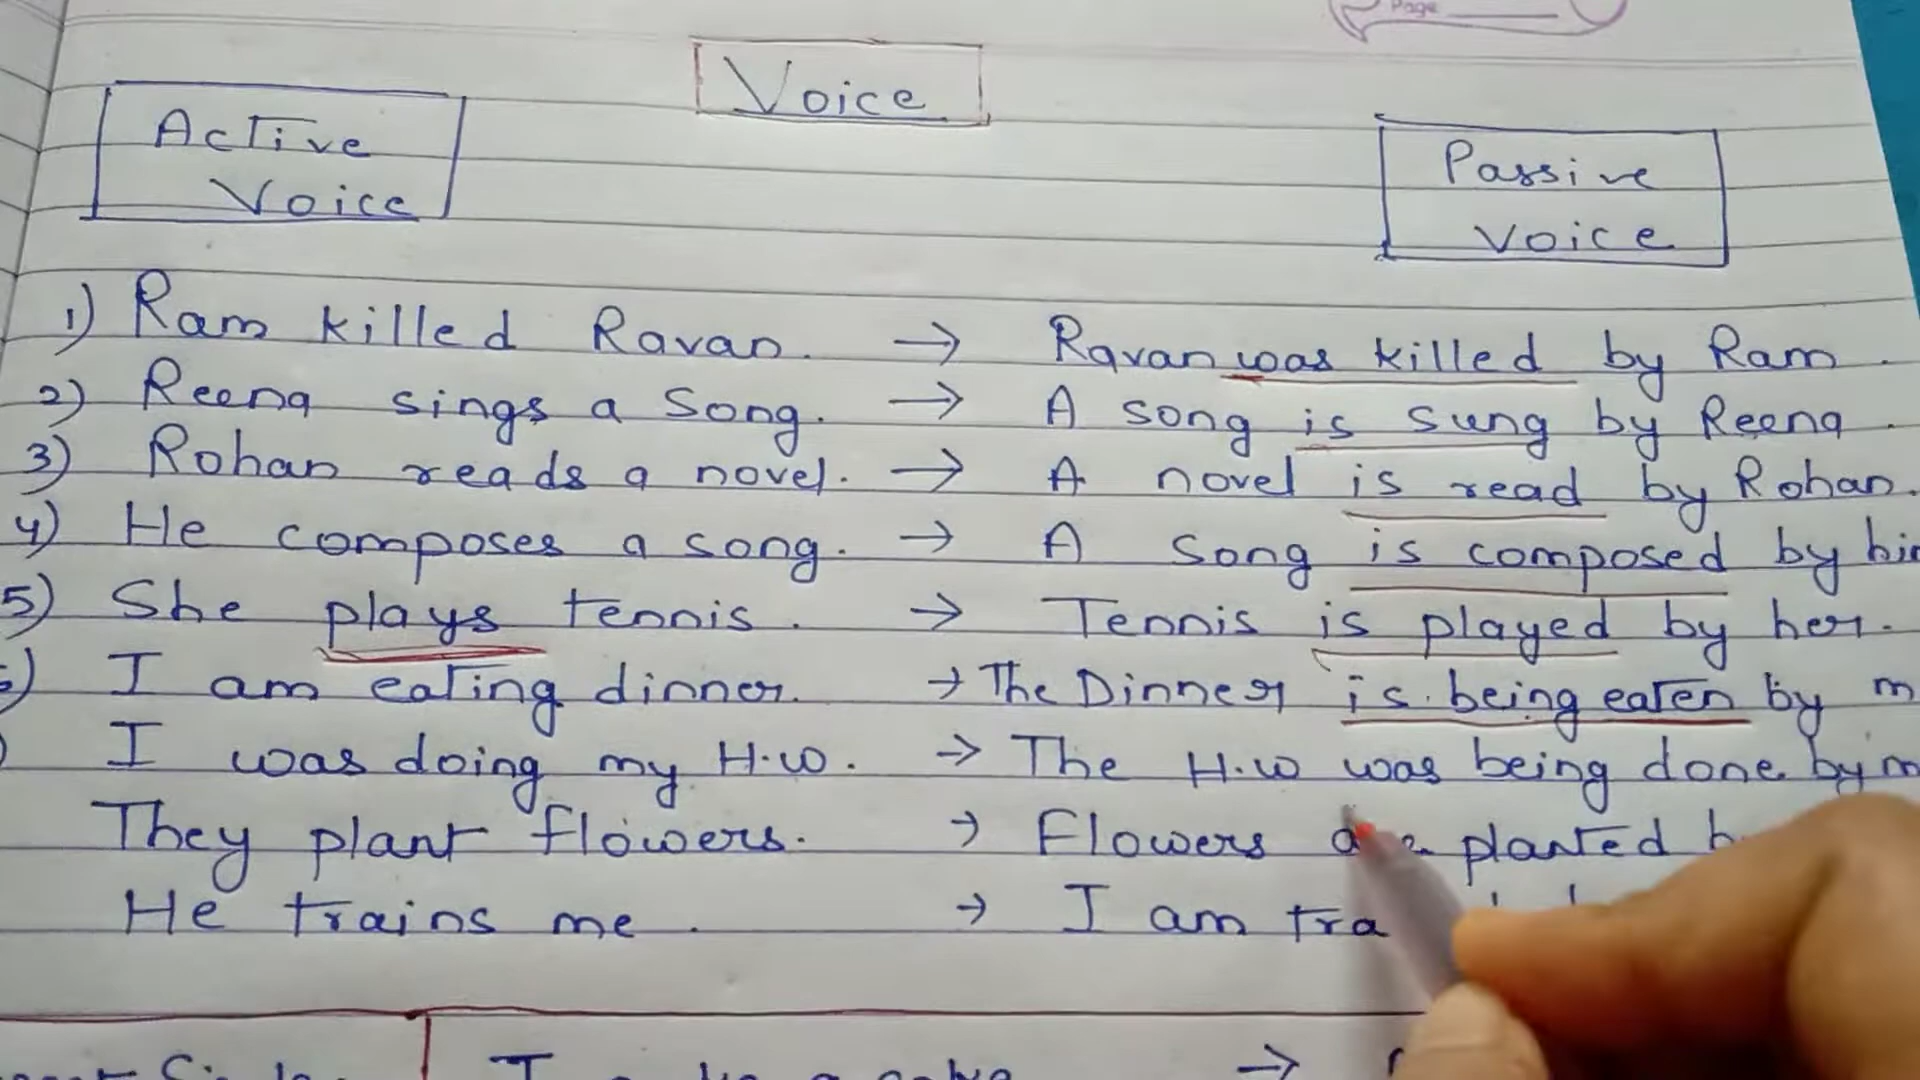 Page
Voice
Active Voice
Passive Voice
1) Ram killed Ravan. → Ravan was killed by Ram.
2) Reena sings a Song. → A song is sung by Reena.
3) Rohan reads a novel. → A novel is read by Rohan.
4) He composes a song. → A Song is composed by
5) She plays tennis. → Tennis is played by her.
) I am eating dinner. → The Dinner is being eaten by
) I was doing my H.w. → The H.w was being done by
They plant flowers. → Flowers are planted
He trains me. → I am